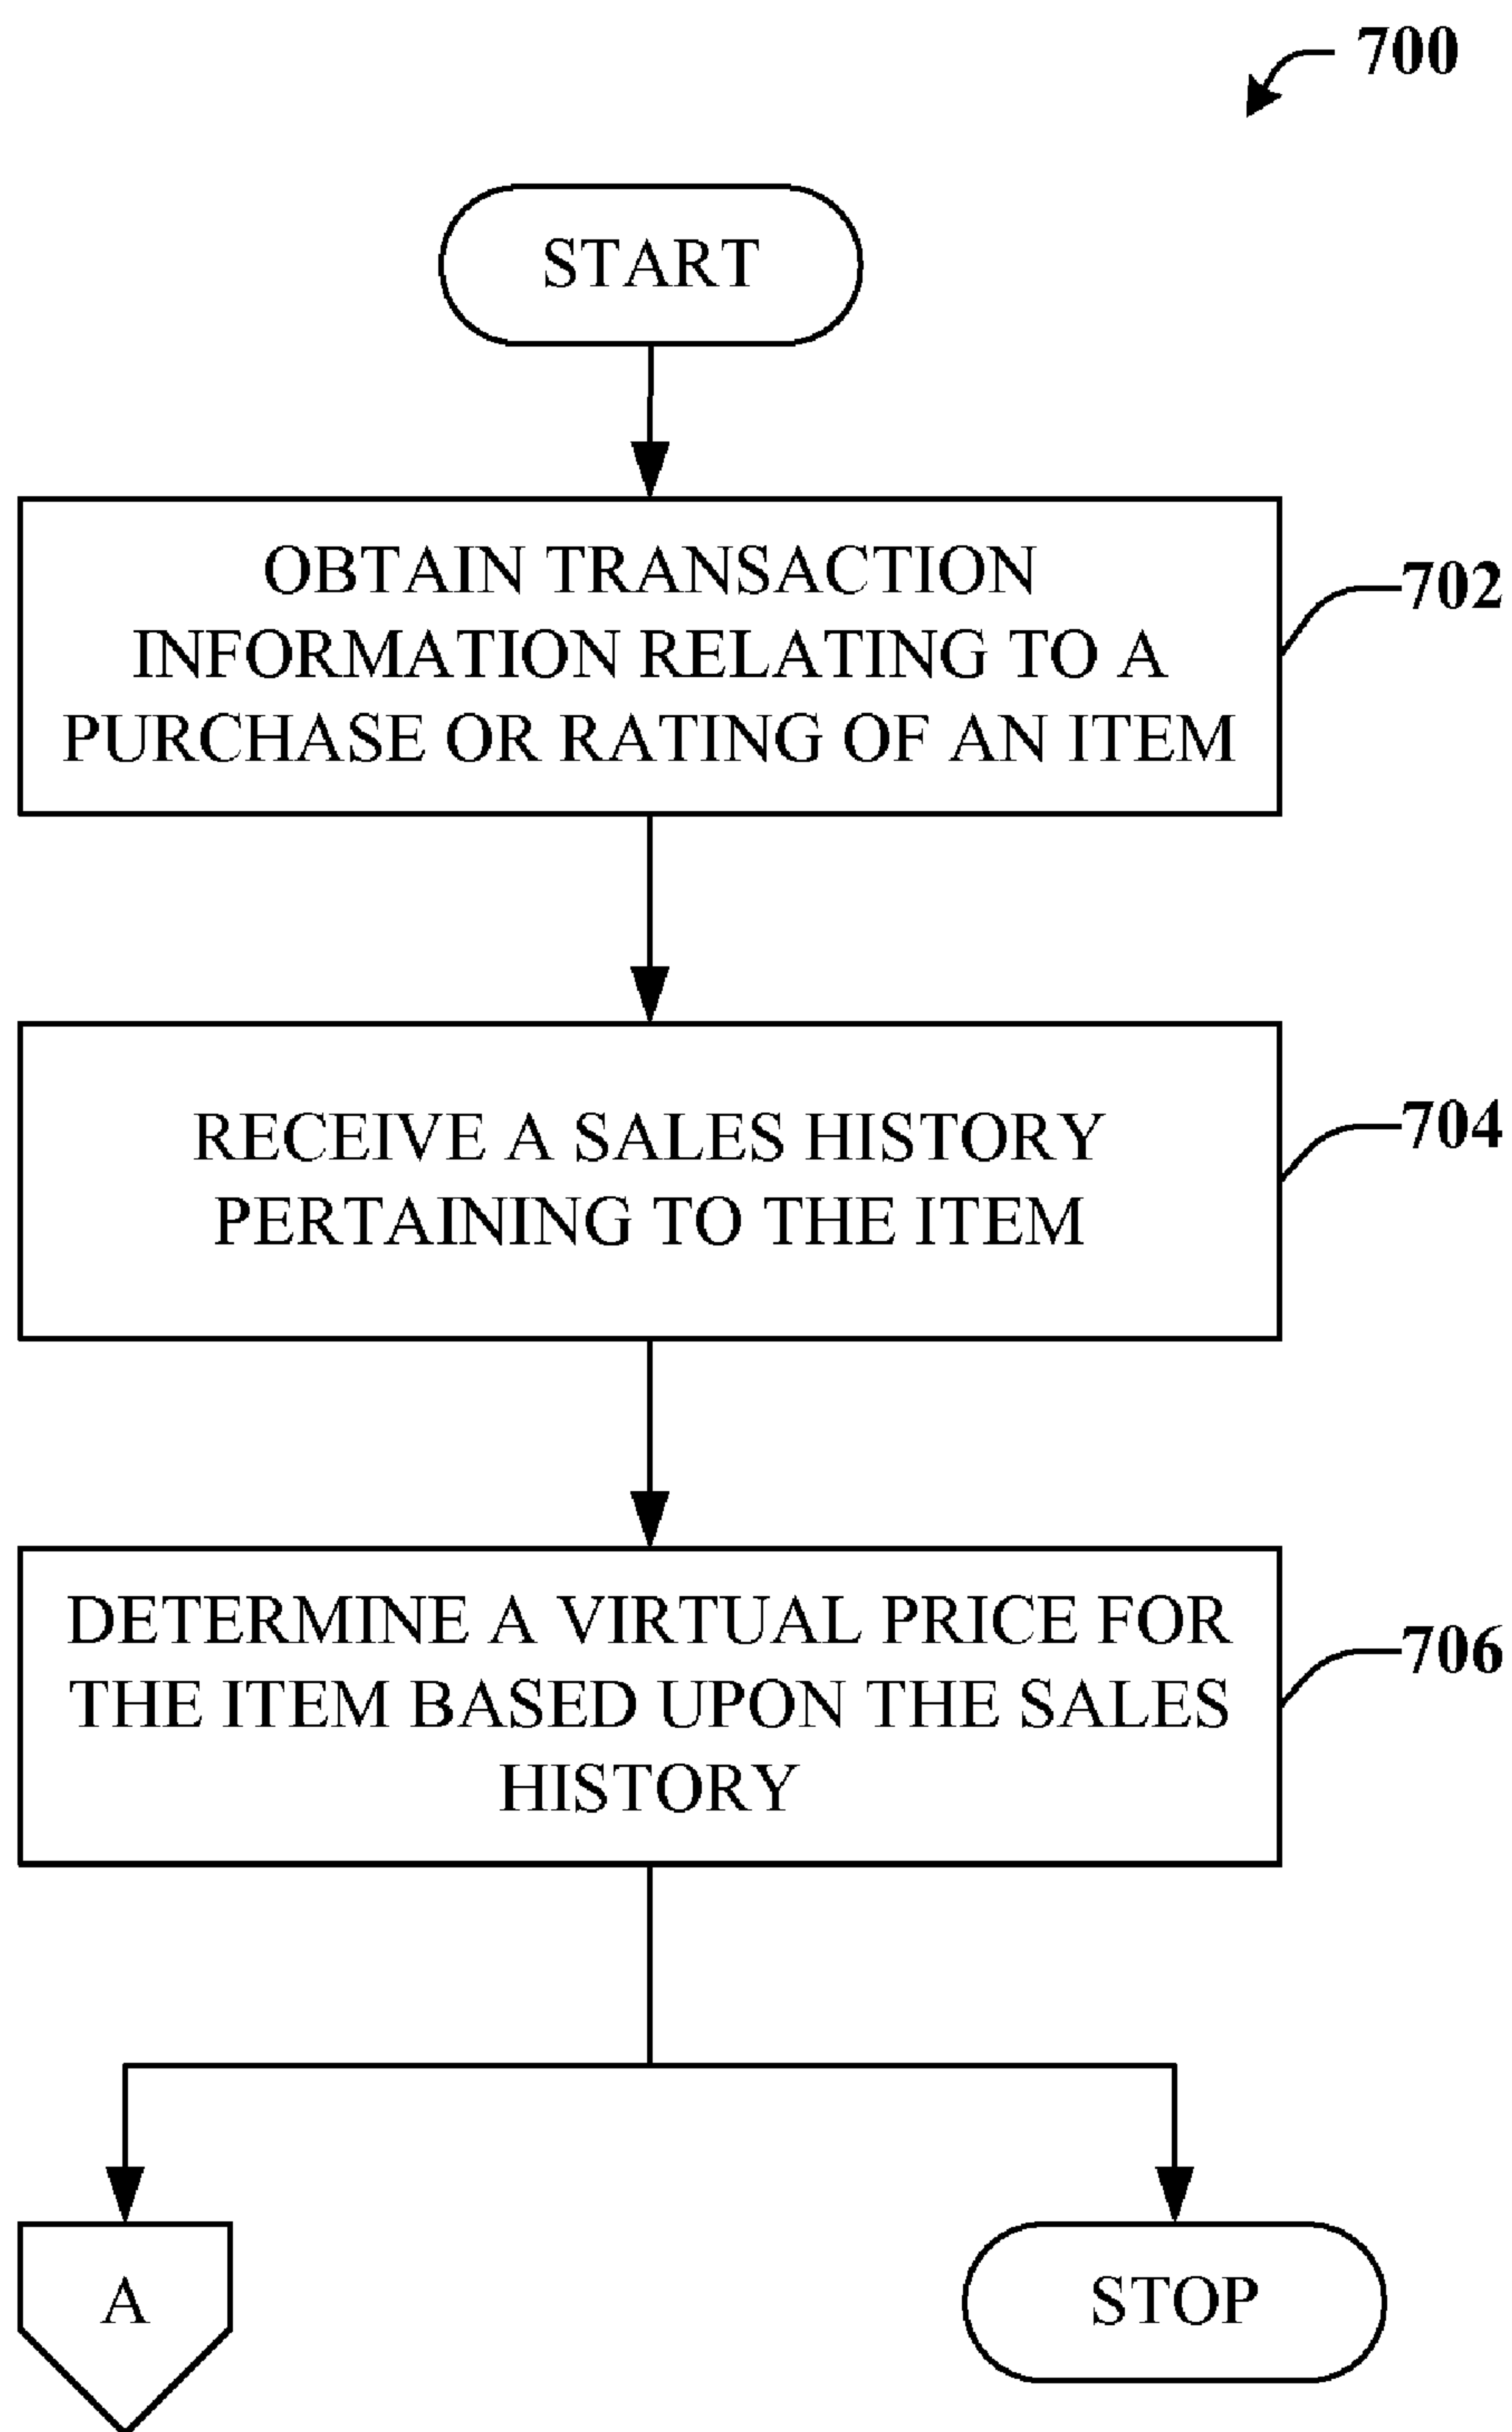 700
START
OBTAIN TRANSACTION
INFORMATION RELATING TO A
PURCHASE OR RATING OF AN ITEM
702
RECEIVE A SALES HISTORY
PERTAINING TO THE ITEM
704
DETERMINE A VIRTUAL PRICE FOR
THE ITEM BASED UPON THE SALES
HISTORY
706
A
STOP